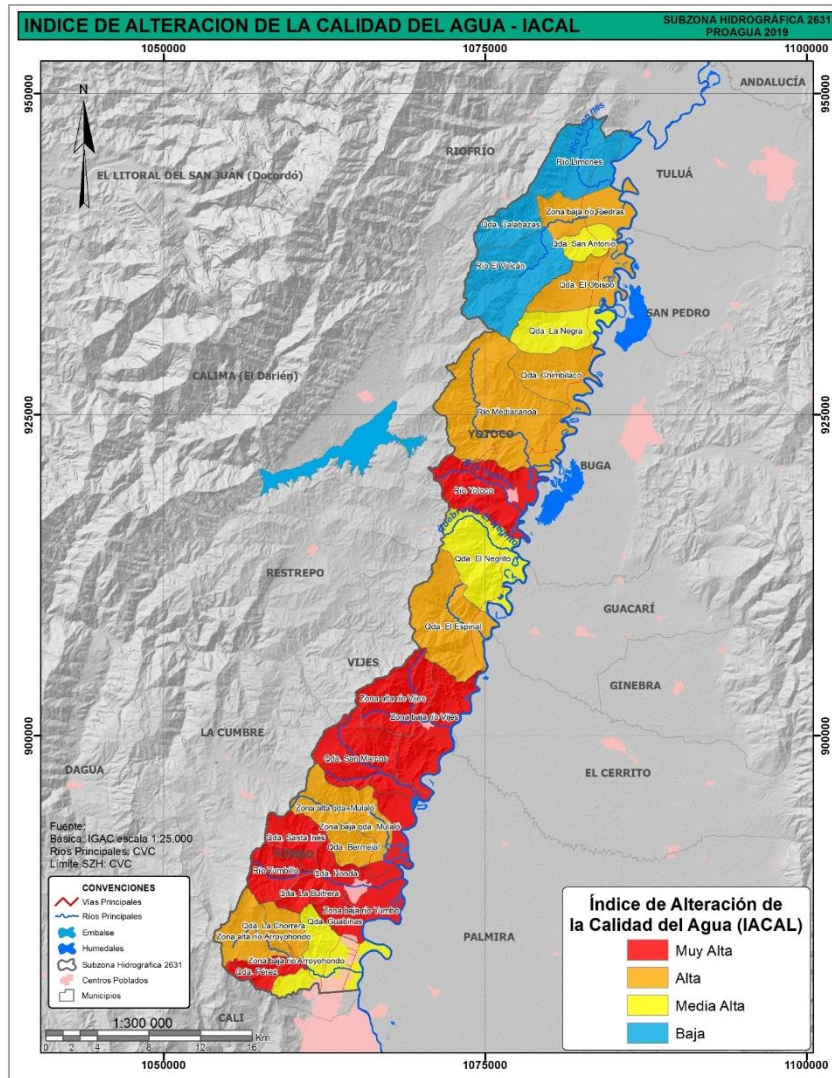 INDICE DE ALTERACION DE LA CALIDAD DEL AGUA - IACAL
SUBZONA HIDROGRÁFICA 2631
PROAGUA 2019
1050000
1075000
1100000
950000
950000
N
ANDALUCÍA
RIOFRÍO
EL LITORAL DEL SAN JUÁN (Docordó)
Río Limones
Río Limones
TULUÁ
Zona baja río Piedras
Qda. Calabazas
Qda. San Antonio
Río El Volcán
Qda. El Obispo
SAN PEDRO
Qda. La Negra
CALIMA (El Darién)
Qda. Chimbilaco
925000
925000
Río Mediacanoa
YOTOCO
BUGA
Río Yotoco
Qda. El Negrito
RESTREPO
GUACARÍ
Qda. El Espinal
VIJES
GINEBRA
Zona alta río Vijes
Zona baja río Vijes
LA CUMBRE
900000
900000
Qda. San Marcos
DAGUA
EL CERRITO
Zona alta qda. Mulaló
Zona baja qda. Mulaló
Qda. Bermejal
Qda. Santa Inés
YUMBO
Río Yumbillo
Qda. Honda
Qda. La Buitrera
Zona baja río Yumbo
Qda. Guabinas
Qda. La Chorrera
Zona alta río Arroyohondo
PALMIRA
Zona baja río Arroyohondo
Qda. Pérez
CALI
Fuente:
Básica: IGAC escala 1:25.000
Rios Principales: CVC
Límite SZH: CVC
CONVENCIONES
Vías Principales
Ríos Principales
Embalse
Humedales
Subzona Hidrográfica 2631
Centros Poblados
Municipios
1:300 000
0 2 4 8 12 16
Km
Índice de Alteración de
la Calidad del Agua (IACAL)
Muy Alta
Alta
Media Alta
Baja
1050000
1075000
1100000